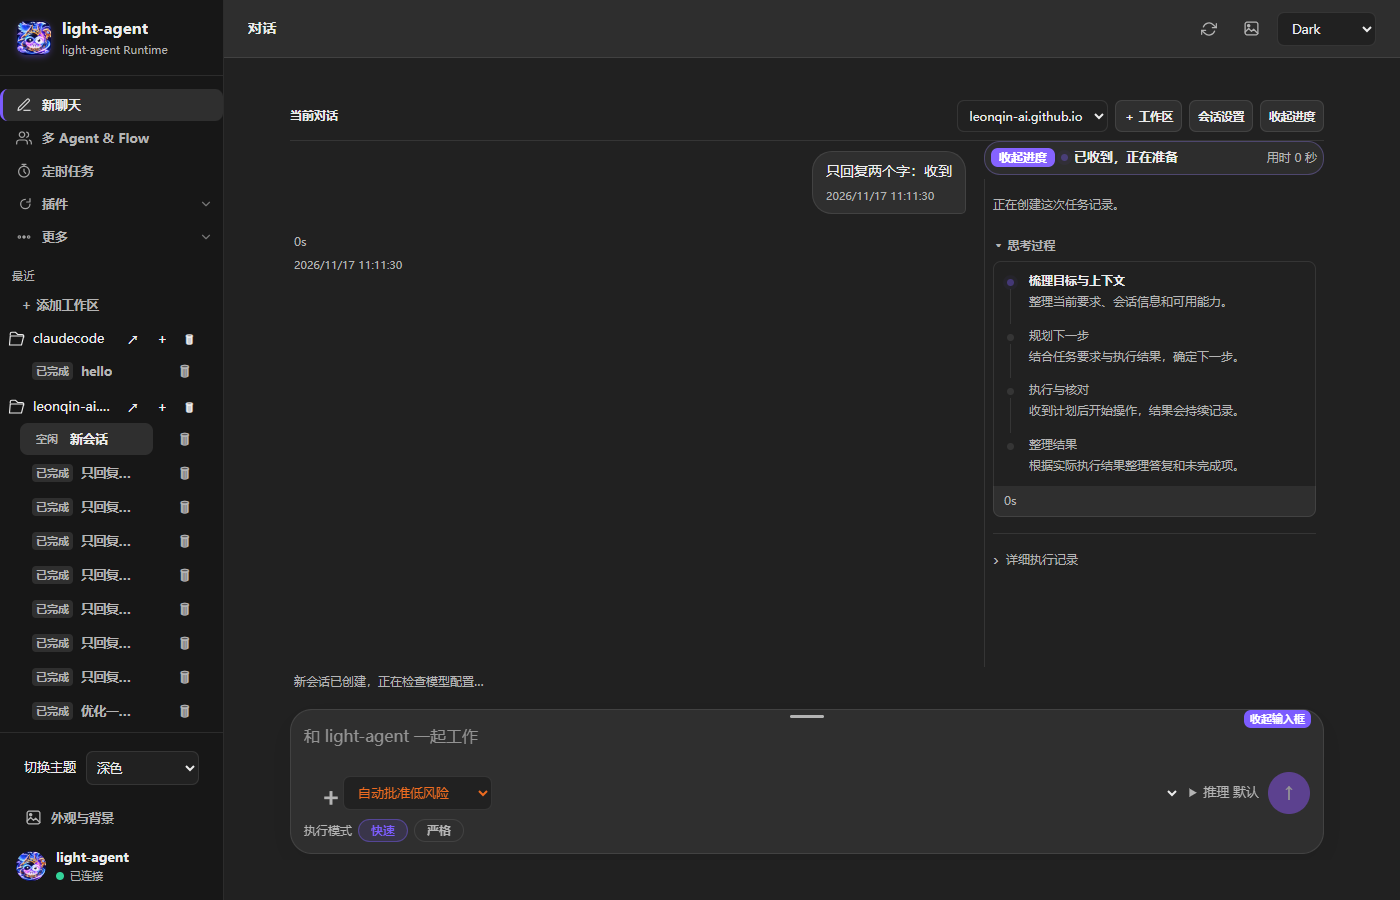 light-agent
light-agent Runtime
新聊天
多 Agent & Flow
定时任务
插件
更多
最近
+ 添加工作区
claudecode
已完成 hello
leonqin-ai....
空闲 新会话
已完成 只回复...
已完成 只回复...
已完成 只回复...
已完成 只回复...
已完成 只回复...
已完成 只回复...
已完成 只回复...
已完成 优化一...
切换主题 深色
外观与背景
light-agent
已连接
对话
Dark
当前对话
leonqin-ai.github.io
+ 工作区
会话设置
收起进度
只回复两个字：收到
2026/11/17 11:11:30
0s
2026/11/17 11:11:30
收起进度 已收到，正在准备 用时 0 秒
正在创建这次任务记录。
思考过程
梳理目标与上下文
整理当前要求、会话信息和可用能力。
规划下一步
结合任务要求与执行结果，确定下一步。
执行与核对
收到计划后开始操作，结果会持续记录。
整理结果
根据实际执行结果整理答复和未完成项。
0s
详细执行记录
新会话已创建，正在检查模型配置...
收起输入框
和 light-agent 一起工作
自动批准低风险
推理 默认
执行模式 快速 严格